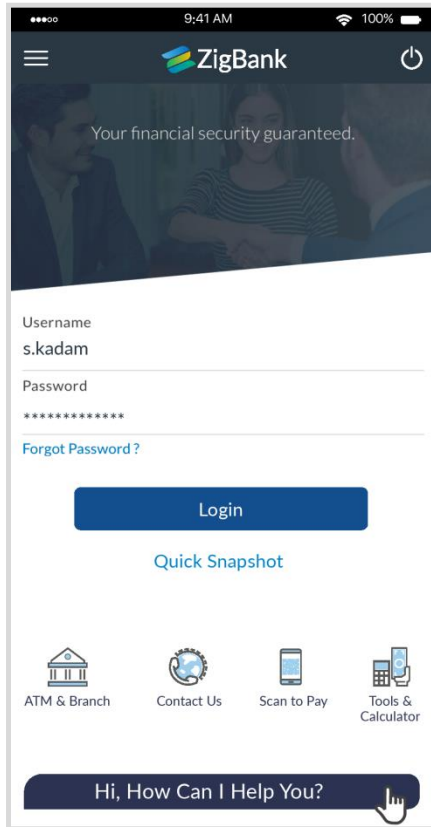 9:41 AM
100%
ZigBank
Your financial security guaranteed.
Username
s.kadam
Password
*************
Forgot Password ?
Login
Quick Snapshot
ATM & Branch
Contact Us
Scan to Pay
Tools &
Calculator
Hi, How Can I Help You?